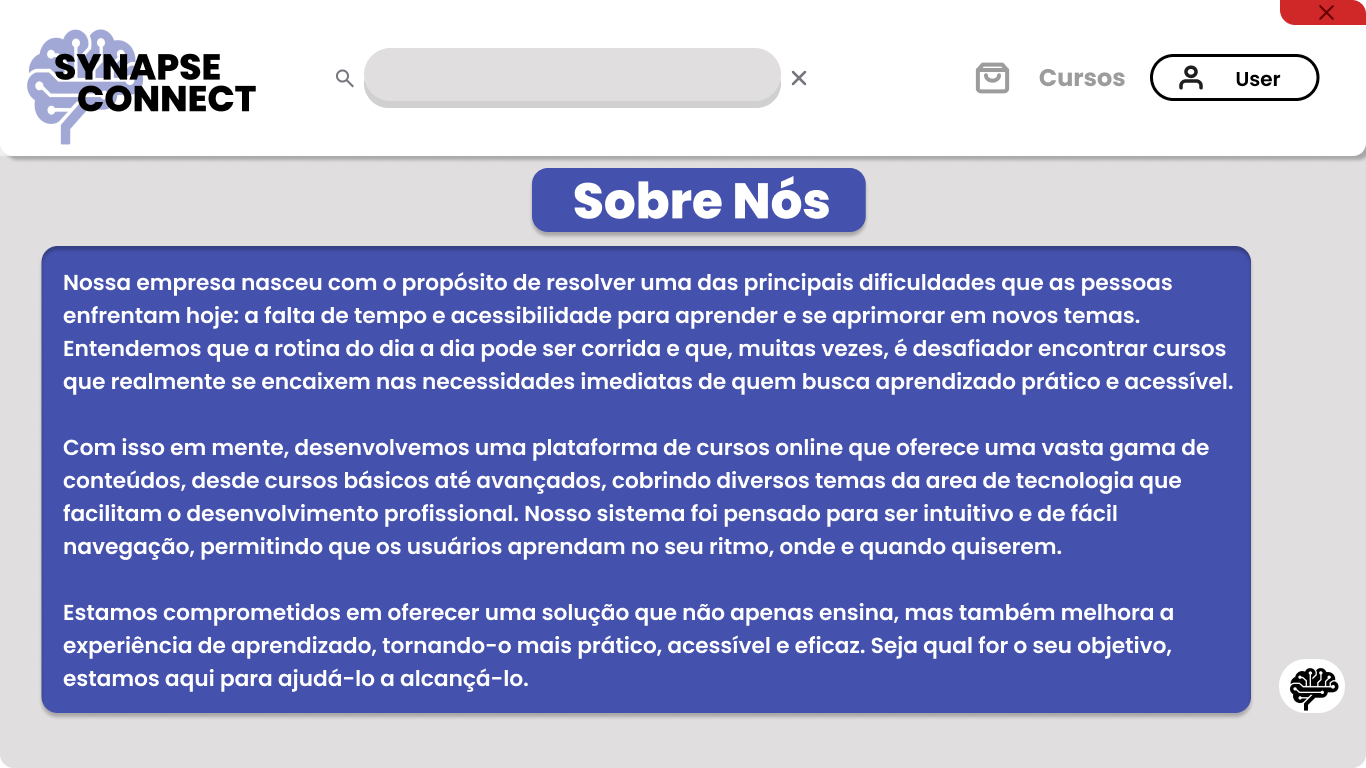 SYNAPSE
CONNECT
Cursos
User
Sobre Nós
Nossa empresa nasceu com o propósito de resolver uma das principais dificuldades que as pessoas
enfrentam hoje: a falta de tempo e acessibilidade para aprender e se aprimorar em novos temas.
Entendemos que a rotina do dia a dia pode ser corrida e que, muitas vezes, é desafiador encontrar cursos
que realmente se encaixem nas necessidades imediatas de quem busca aprendizado prático e acessível.
Com isso em mente, desenvolvemos uma plataforma de cursos online que oferece uma vasta gama de
conteúdos, desde cursos básicos até avançados, cobrindo diversos temas da area de tecnologia que
facilitam o desenvolvimento profissional. Nosso sistema foi pensado para ser intuitivo e de fácil
navegação, permitindo que os usuários aprendam no seu ritmo, onde e quando quiserem.
Estamos comprometidos em oferecer uma solução que não apenas ensina, mas também melhora a
experiência de aprendizado, tornando-o mais prático, acessível e eficaz. Seja qual for o seu objetivo,
estamos aqui para ajudá-lo a alcançá-lo.